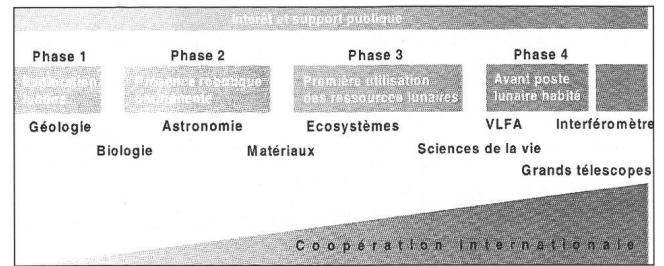 Intérêt et support publique
Phase 1 Phase 2 Phase 3 Phase 4
Présence robotique permanente
Première utilisation des ressources lunaires
Avant poste lunaire habité
Géologie Astronomie Ecosystèmes VLFA Interféromètre
Biologie Matériaux Sciences de la vie
Grands télescopes
Coopération internationale